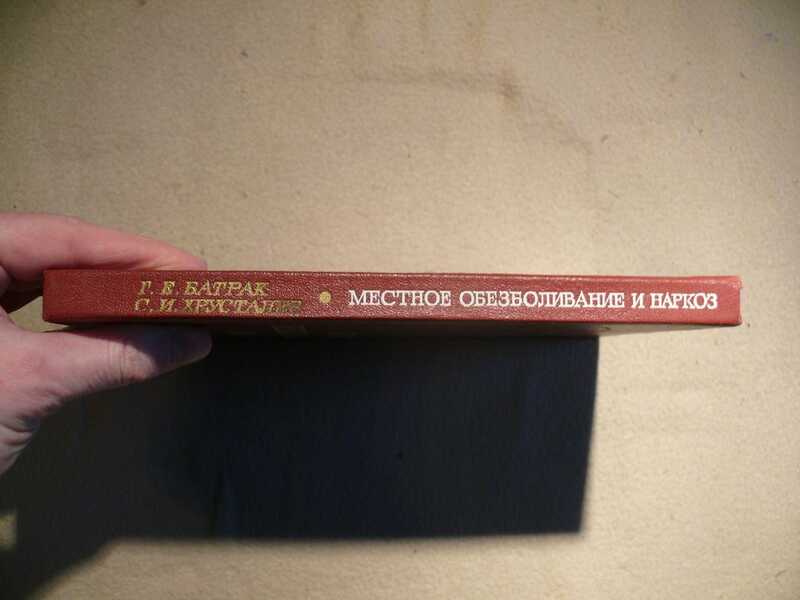 Г. Е. БАТРАК
С. И. ХРУСТАЛЕВ
• МЕСТНОЕ ОБЕЗБОЛИВАНИЕ И НАРКОЗ